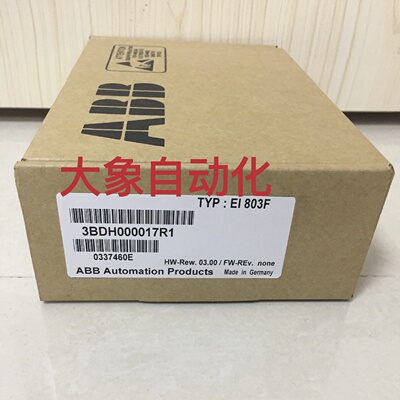 ABB
ATTENTION
大象自动化
TYP : EI 803F
3BDH000017R1
0337460E
HW-Rew. 03.00 / FW-REv. none
ABB Automation Products Made in Germany